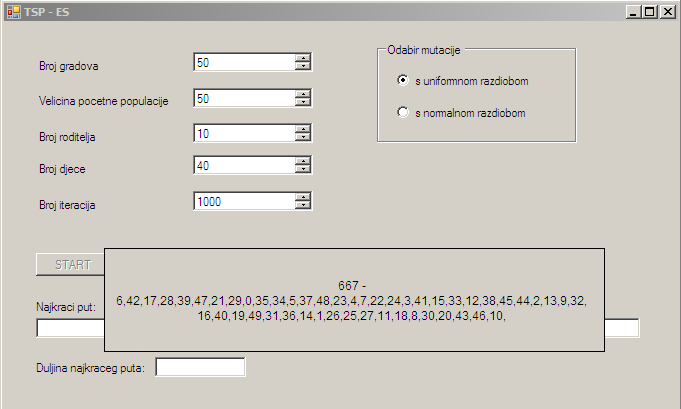 TSP - ES
Broj gradova
50
Velicina pocetne populacije
50
Broj roditelja
10
Broj djece
40
Broj iteracija
1000
Odabir mutacije
s unifomnom razdiobom
s normalnom razdiobom
START
667 -
6,42,17,28,39,47,21,29,0,35,34,5,37,48,23,4,7,22,24,3,41,15,33,12,38,45,44,2,13,9,32,
16,40,19,49,31,36,14,1,26,25,27,11,18,8,30,20,43,46,10,
Najkraci put:
Duljina najkraceg puta: